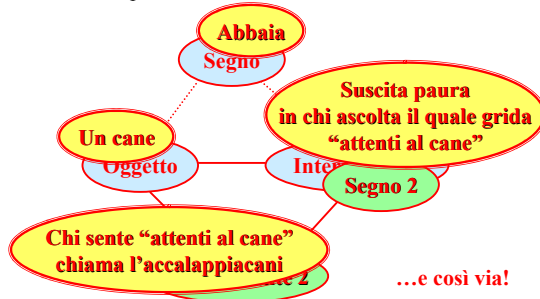 Abbaia
Segno
Suscita paura
in chi ascolta il quale grida
“attenti al cane”
Un cane
Oggetto
Segno 2
Chi sente “attenti al cane”
chiama l’accalappiacani
2
…e così via!